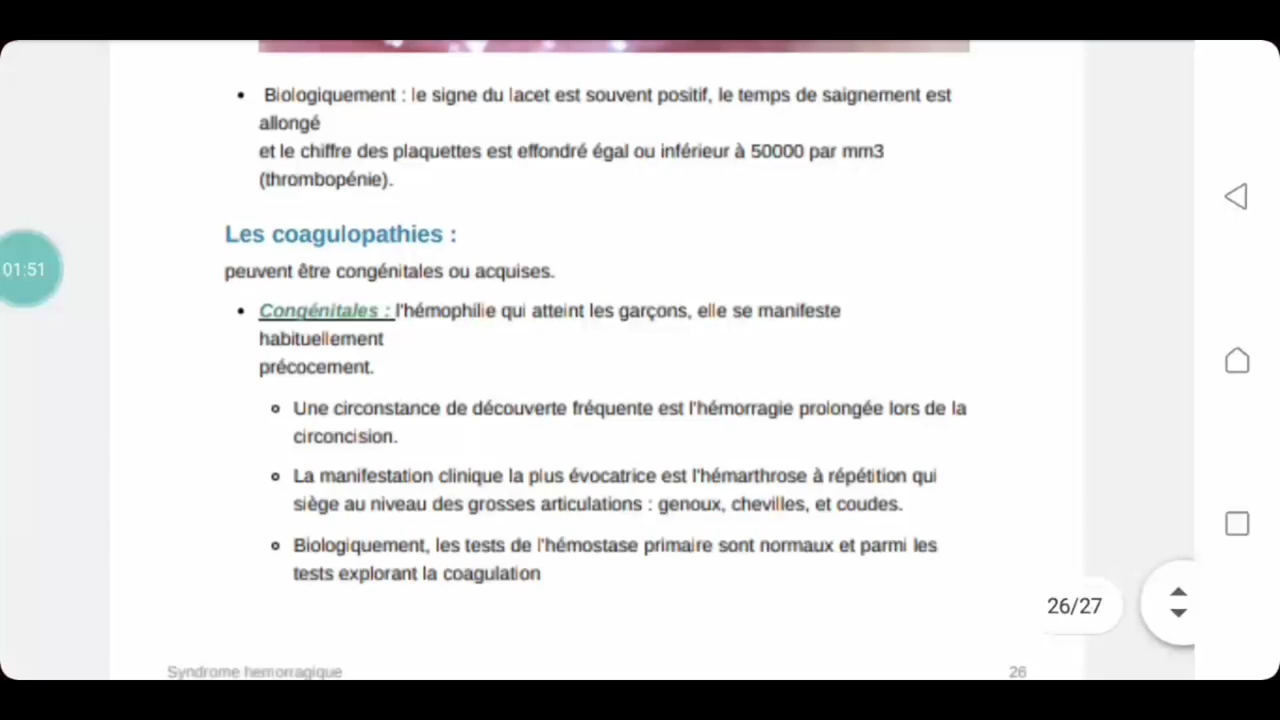 • Biologiquement : le signe du lacet est souvent positif, le temps de saignement est
allongé
et le chiffre des plaquettes est effondré égal ou inférieur à 50000 par mm3
(thrombopénie).
Les coagulopathies :
peuvent être congénitales ou acquises.
01:51
• Congénitales : l'hémophilie qui atteint les garçons, elle se manifeste
habituellement
précocement.
Une circonstance de découverte fréquente est l'hémorragie prolongée lors de la
circoncision.
La manifestation clinique la plus évocatrice est l'hémarthrose à répétition qui
siège au niveau des grosses articulations : genoux, chevilles, et coudes.
Biologiquement, les tests de l'hémostase primaire sont normaux et parmi les
tests explorant la coagulation
26/27
Syndrome hemorragique
26